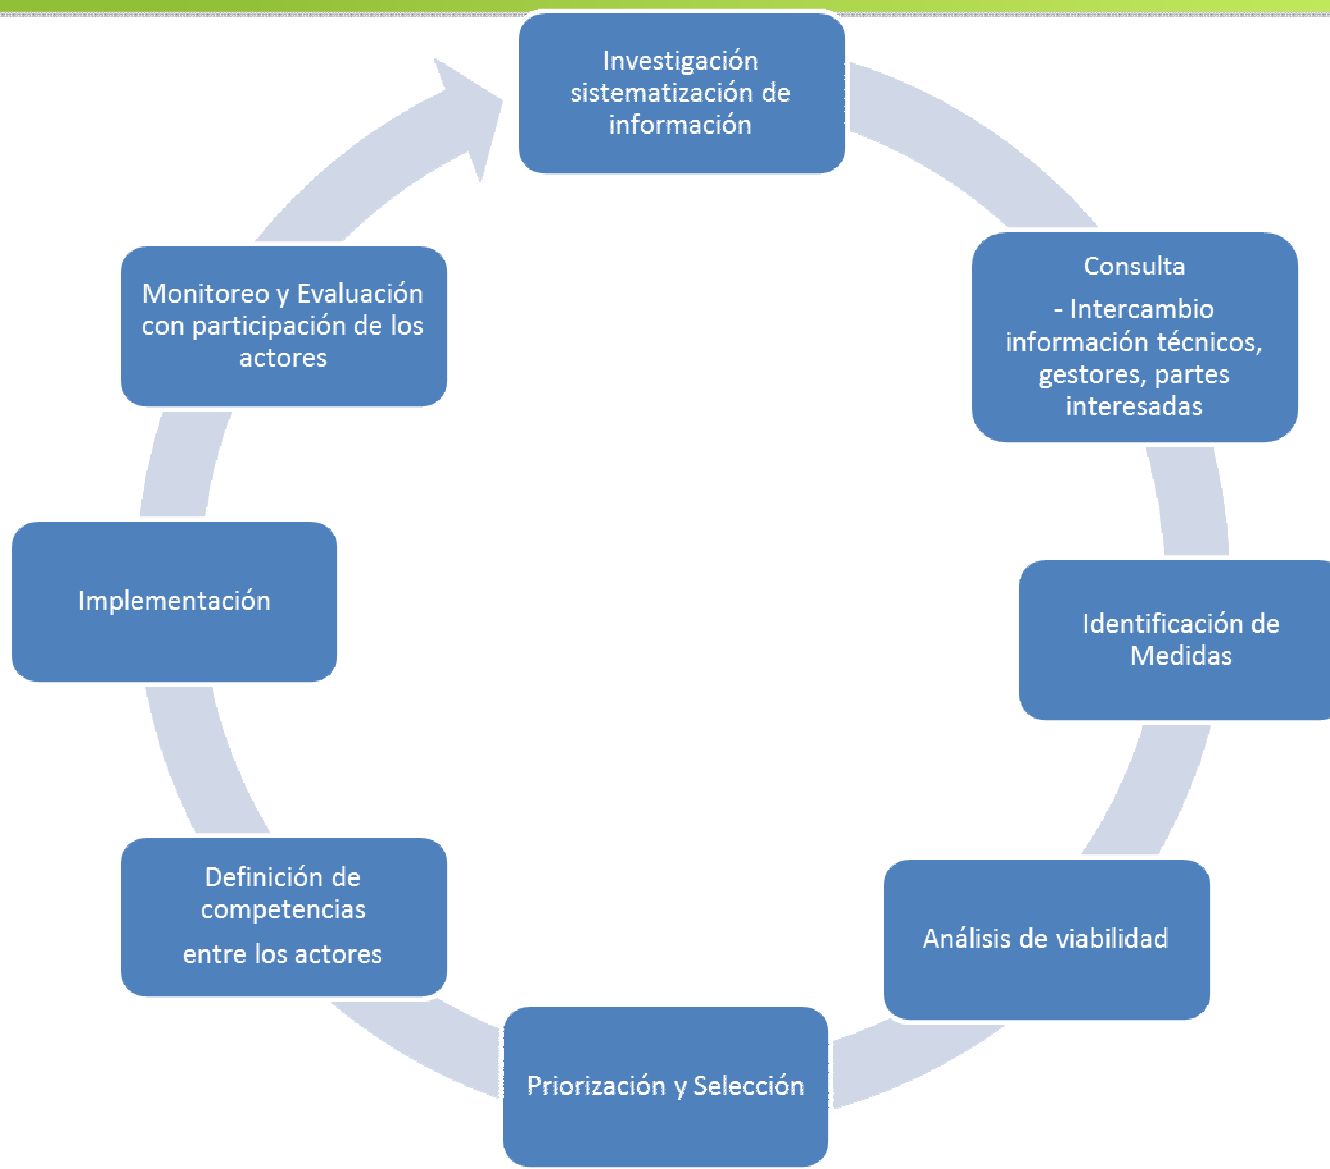 Investigación
sistematización de
información
Consulta
- Intercambio
información técnicos,
gestores, partes
interesadas
Identificación de
Medidas
Análisis de viabilidad
Priorización y Selección
Definición de
competencias
entre los actores
Implementación
Monitoreo y Evaluación
con participación de los
actores